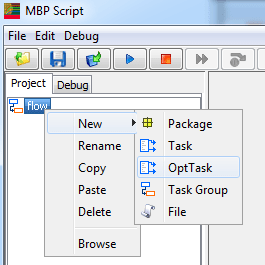 MBP Script
File Edit Debug
Project Debug
flow
New
Rename
Copy
Paste
Delete
Browse
Package
Task
OptTask
Task Group
File